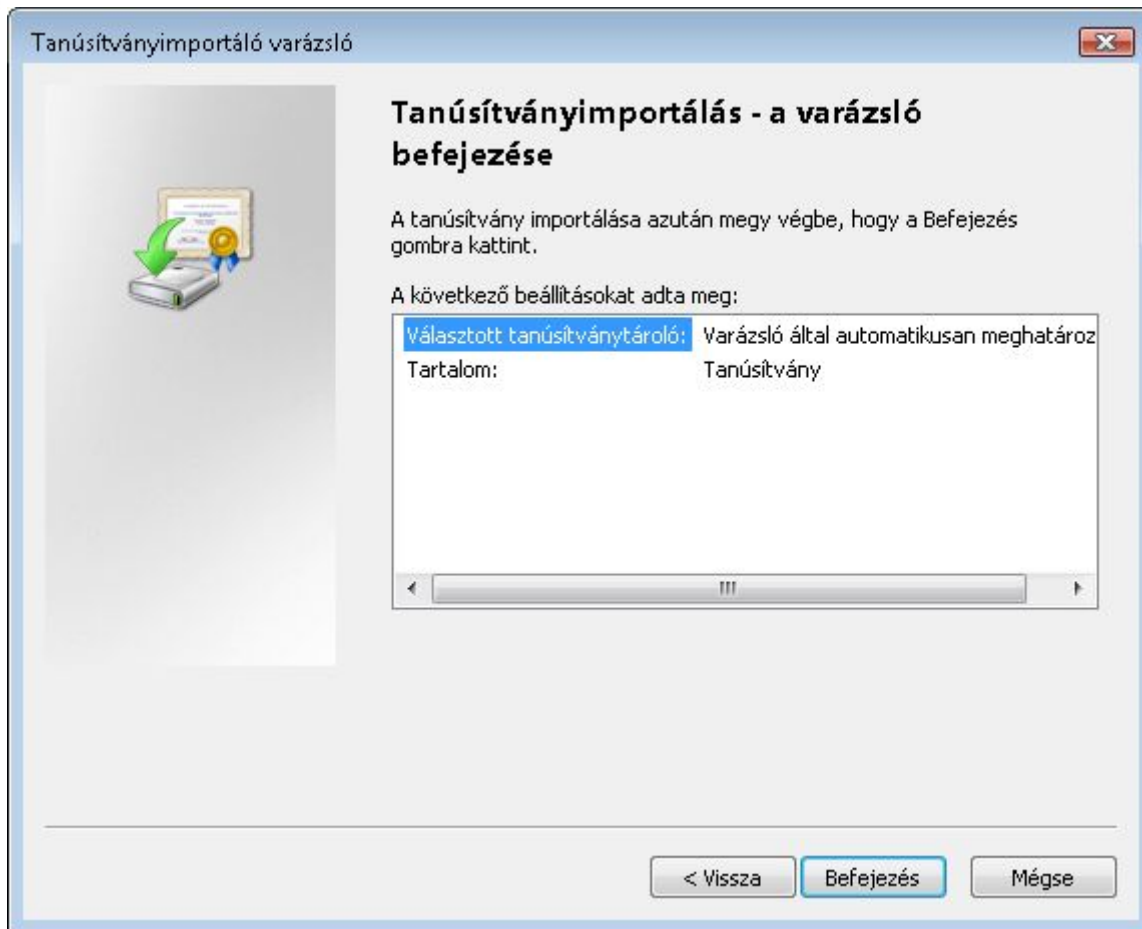 Tanúsítványimportáló varázsló
Tanúsítványimportálás - a varázsló
befejezése
A tanúsítvány importálása azután megy végbe, hogy a Befejezés
gombra kattint.
A következő beállításokat adta meg:
Választott tanúsítványtároló: Varázsló által automatikusan meghatároz
Tartalom: Tanúsítvány
< Vissza Befejezés Mégse